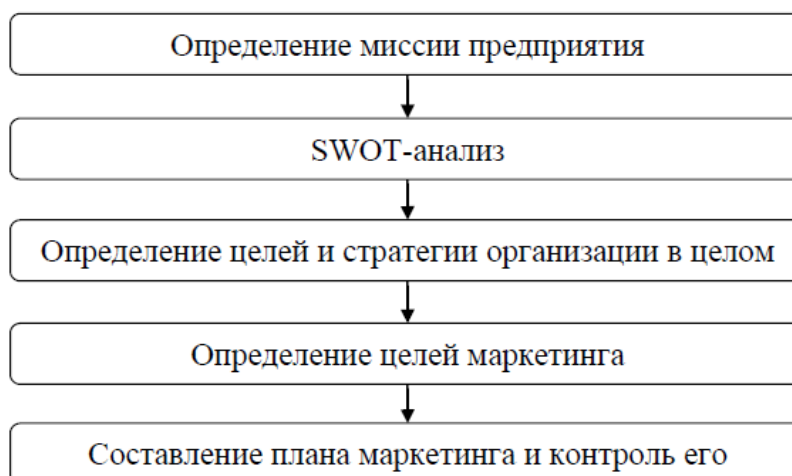 Определение миссии предприятия
SWOT-анализ
Определение целей и стратегии организации в целом
Определение целей маркетинга
Составление плана маркетинга и контроль его